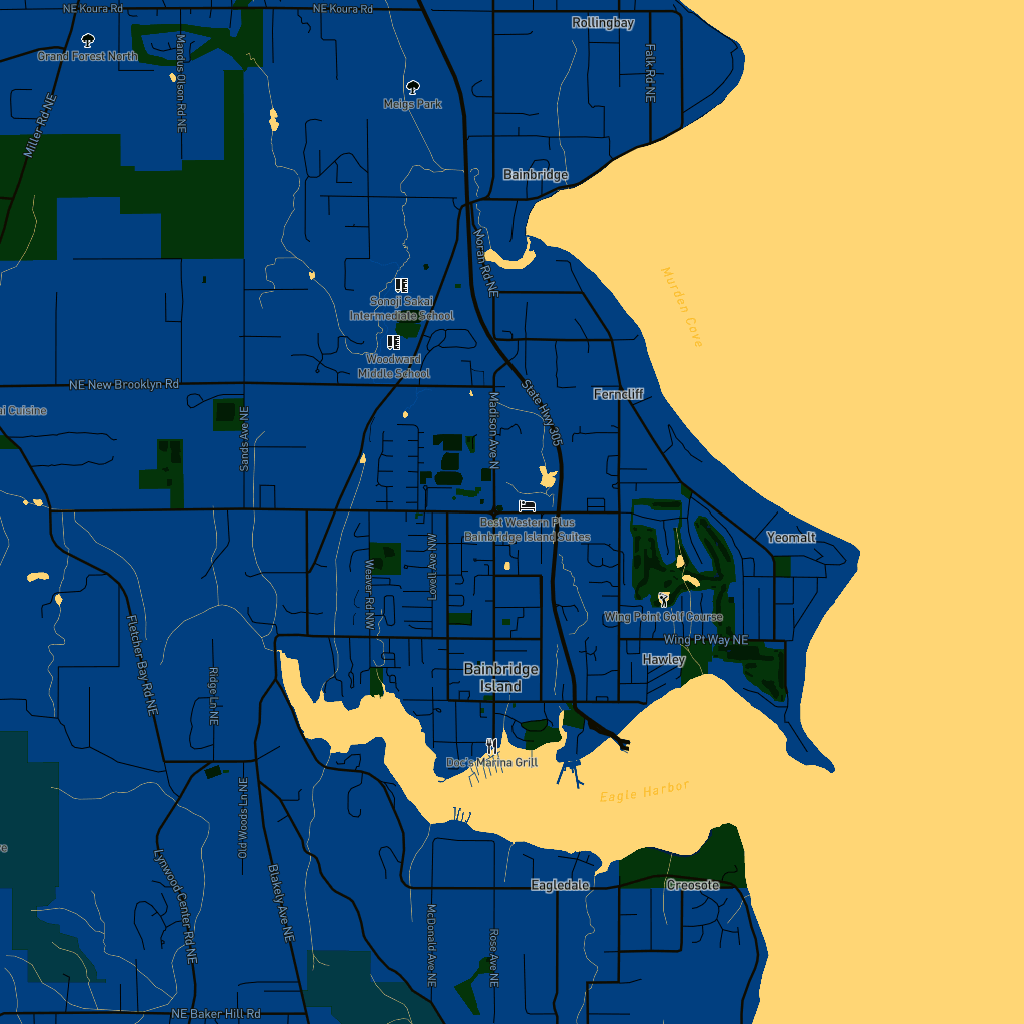 NE Koura Rd
NE Koura Rd
Rollingbay
Grand Forest North
Mandus Olson Rd NE
Falk Rd NE
Meigs Park
Miller Rd NE
Bainbridge
Moran Rd NE
Sonoji Sakai
Intermediate School
Murden Cove
Woodward
Middle School
NE New Brooklyn Rd
Ferncliff
State Hwy 305
Madison Ave N
Cuisine
Sands Ave NE
Best Western Plus
Bainbridge Island Suites
Yeomalt
Lovell Ave NW
Weaver Rd NW
Wing Point Golf Course
Fletcher Bay Rd NE
Wing Pt Way NE
Hawley
Bainbridge
Island
Ridge Ln NE
Doc's Marina Grill
Eagle Harbor
Old Woods Ln NE
Lynwood Center Rd NE
Blakely Ave NE
Eagledale
Creosote
McDonald Ave NE
Rose Ave NE
NE Baker Hill Rd